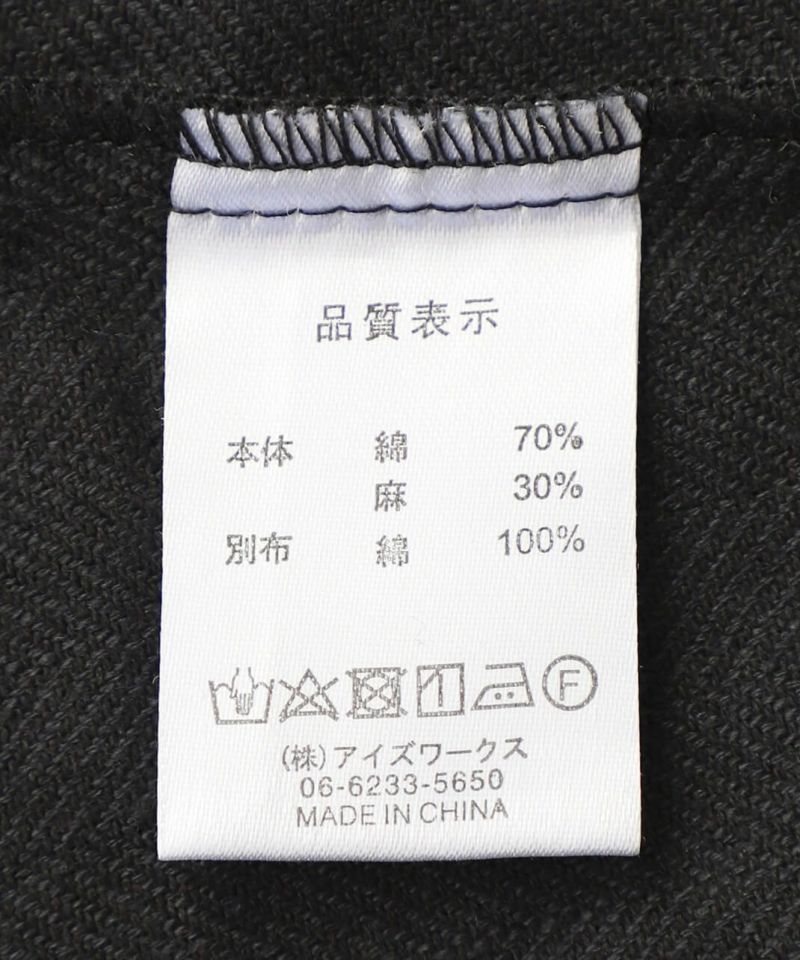 品質表示
本体 綿 70%
麻 30%
別布 綿 100%
F
(株)アイズワークス
06-6233-5650
MADE IN CHINA